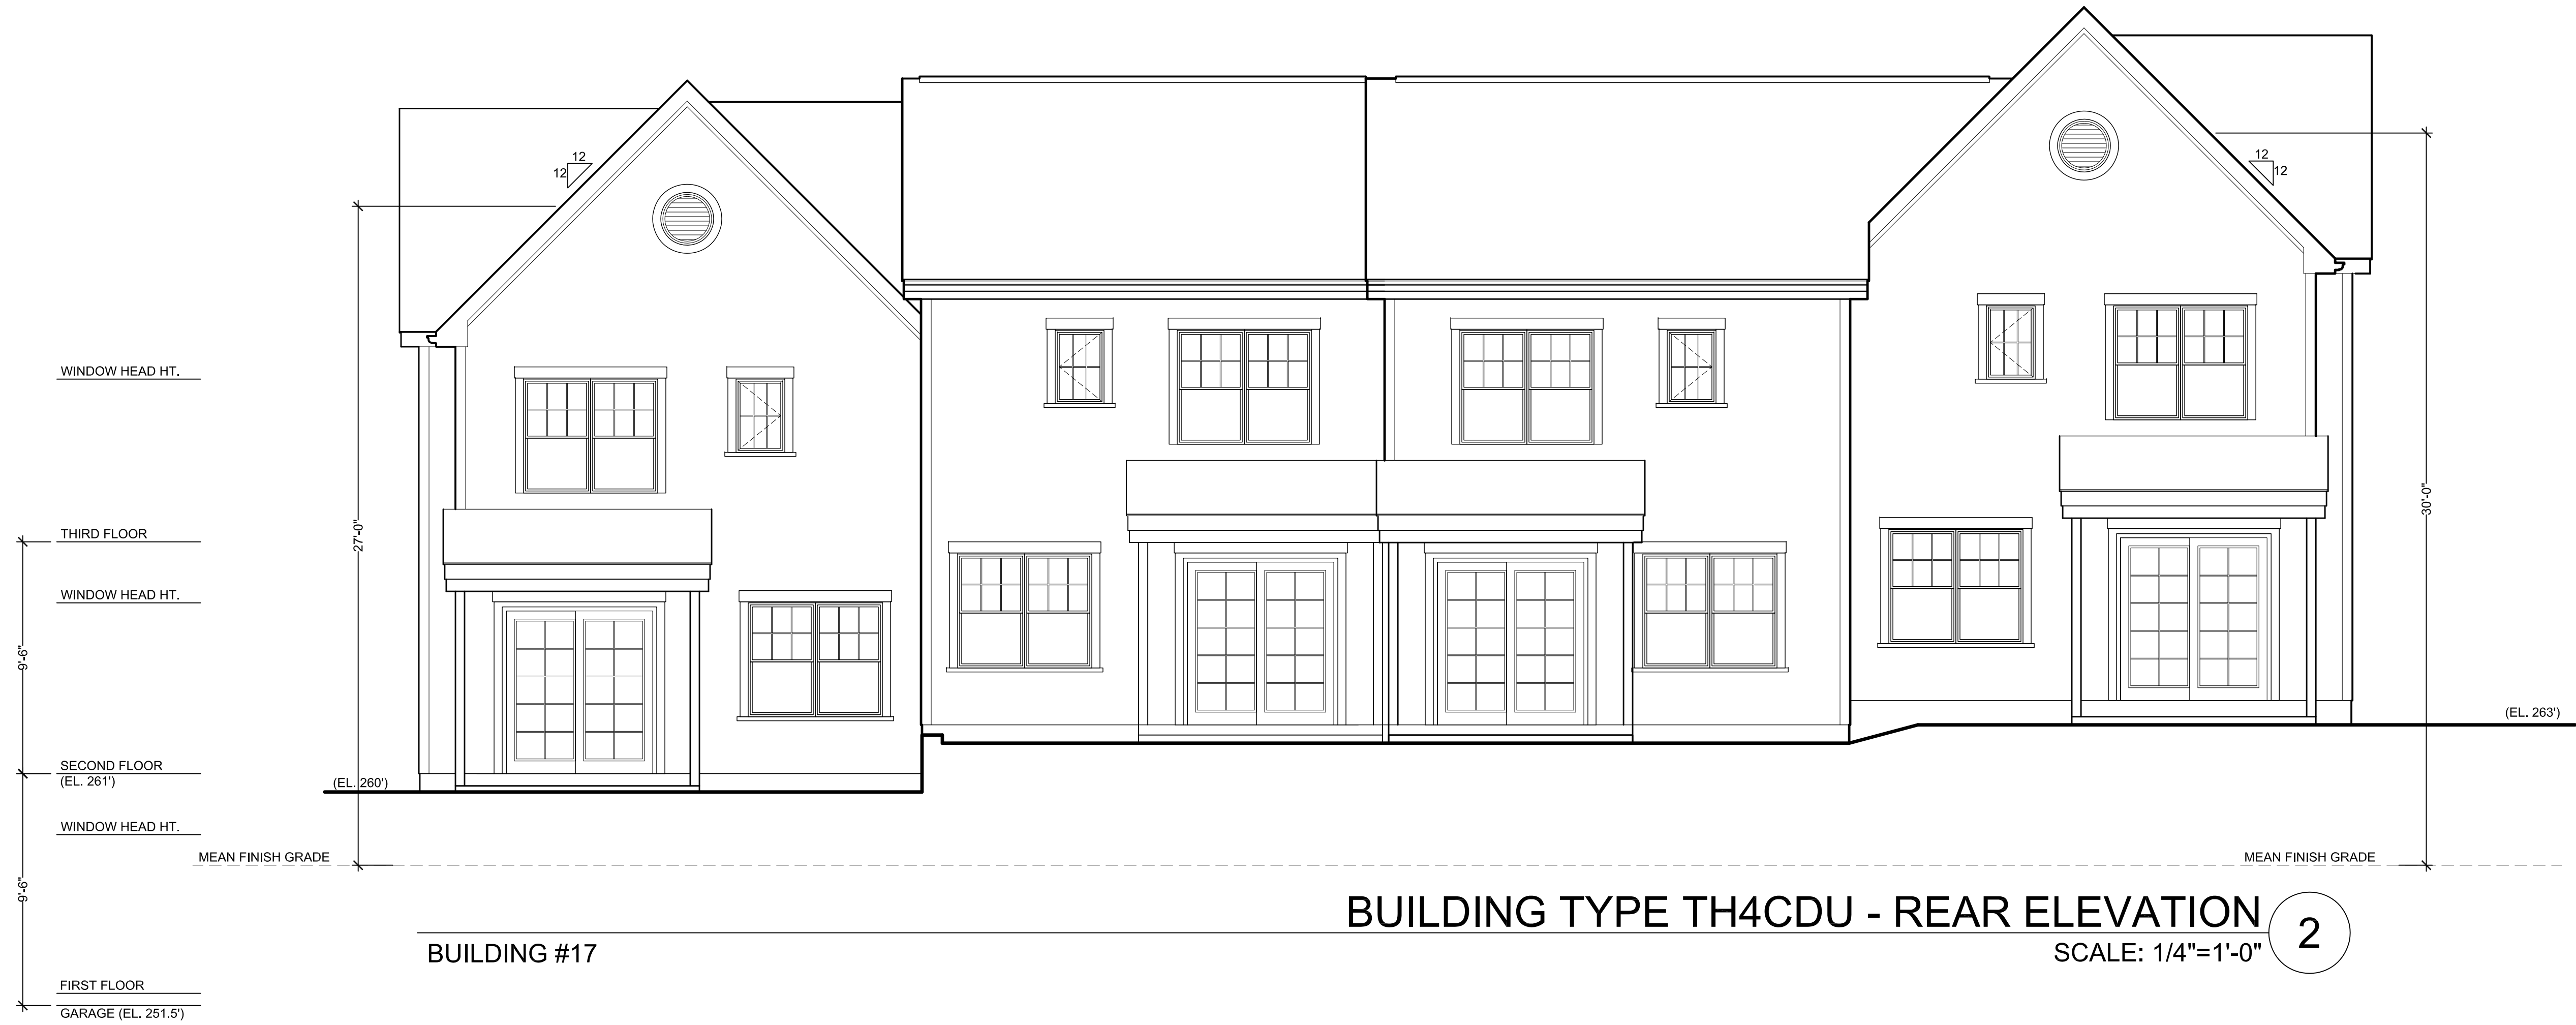 12
12
12
12
WINDOW HEAD HT.
27'-0"
30'-0"
THIRD FLOOR
WINDOW HEAD HT.
9'-6"
(EL. 263')
SECOND FLOOR
(EL. 261')
(EL. 260')
WINDOW HEAD HT.
MEAN FINISH GRADE
MEAN FINISH GRADE
9'-6"
BUILDING TYPE TH4CDU - REAR ELEVATION
2
BUILDING #17
SCALE: 1/4"=1'-0"
FIRST FLOOR
GARAGE (EL. 251.5')